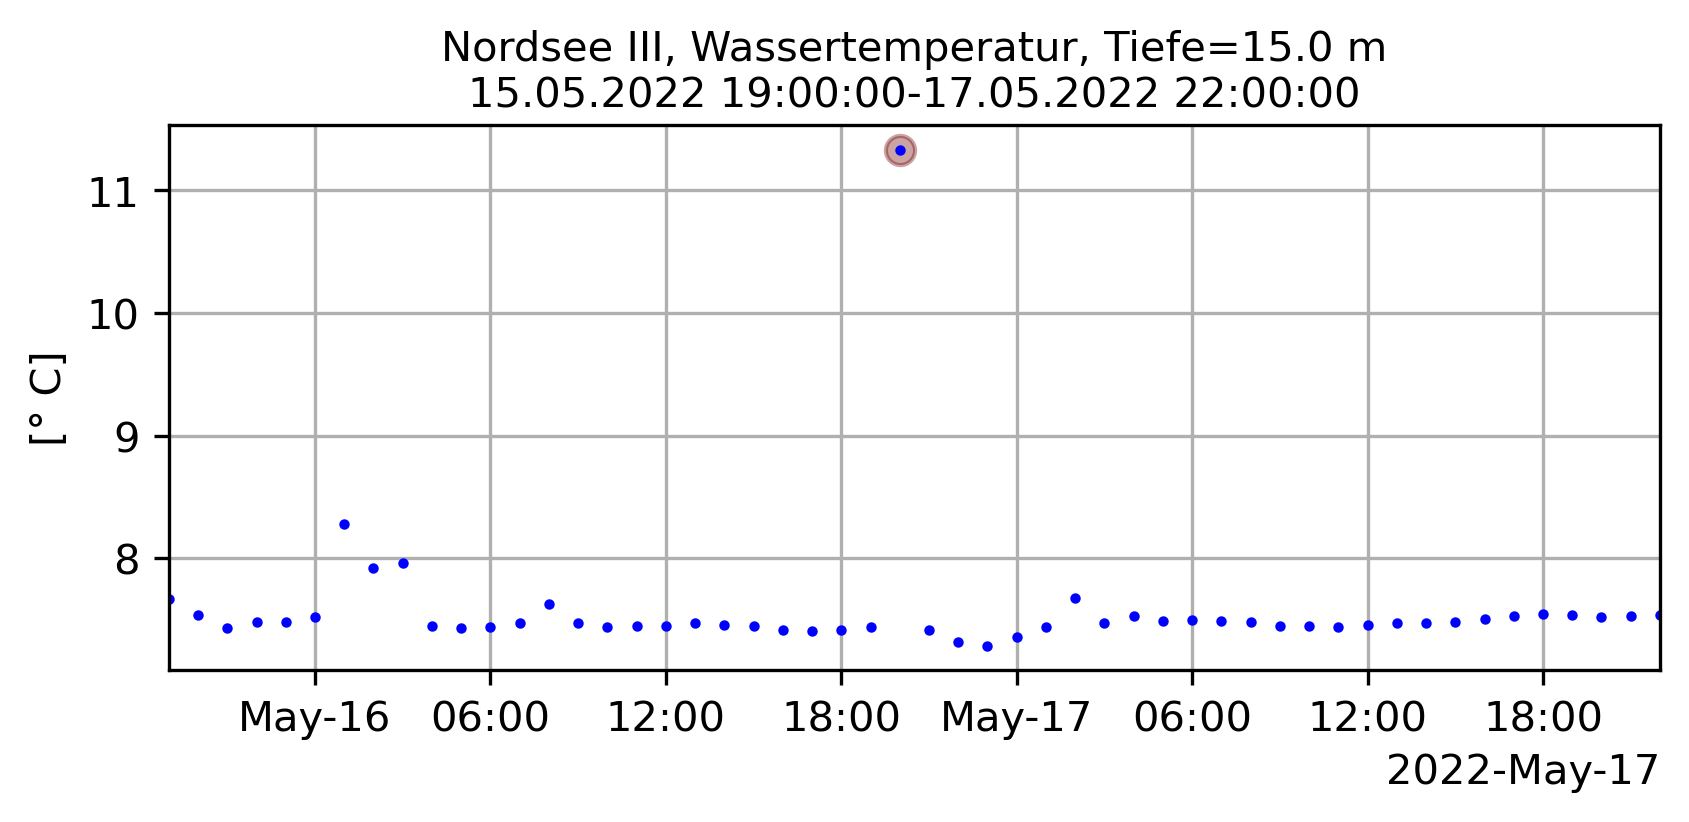 Nordsee III, Wassertemperatur, Tiefe=15.0 m
15.05.2022 19:00:00-17.05.2022 22:00:00
[° C]
11
10
9
8
May-16 06:00 12:00 18:00 May-17 06:00 12:00 18:00
2022-May-17